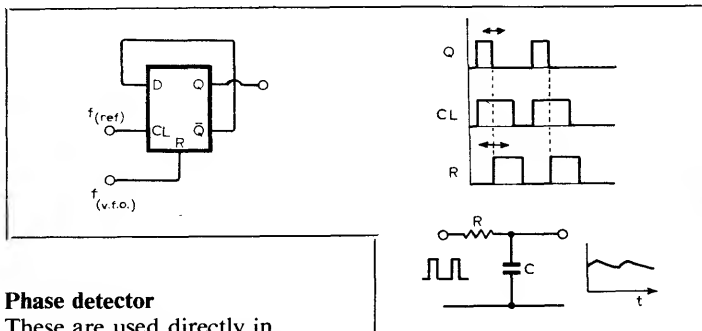 D Q
CL Q̄
R
f(ref)
f
(v.f.o.)
Q
CL
R
R
C
t
Phase detector
These are used directly in